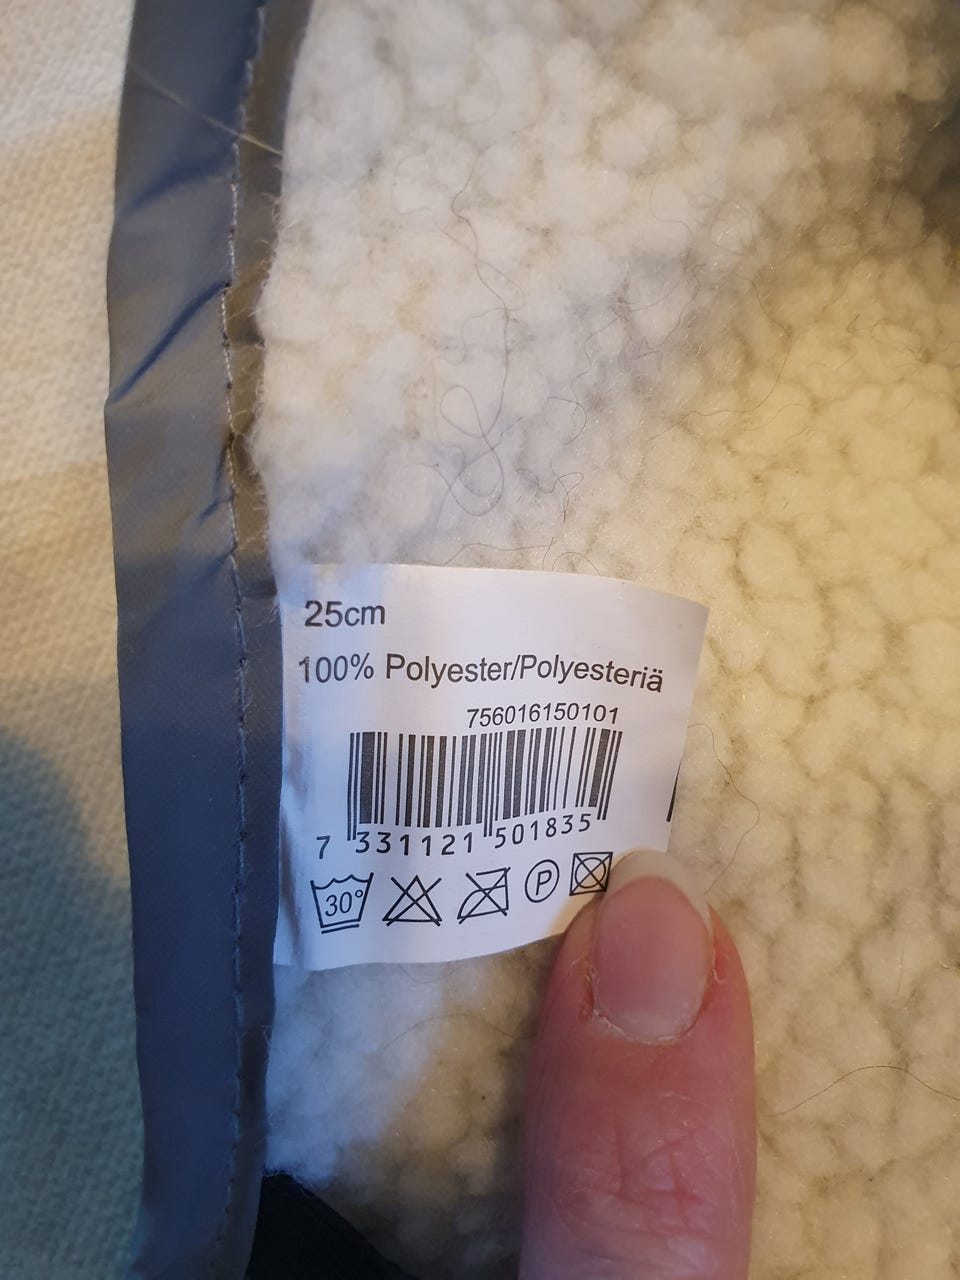 25cm
100% Polyester/Polyesteriä
756016150101
7 331121 501835
30° P